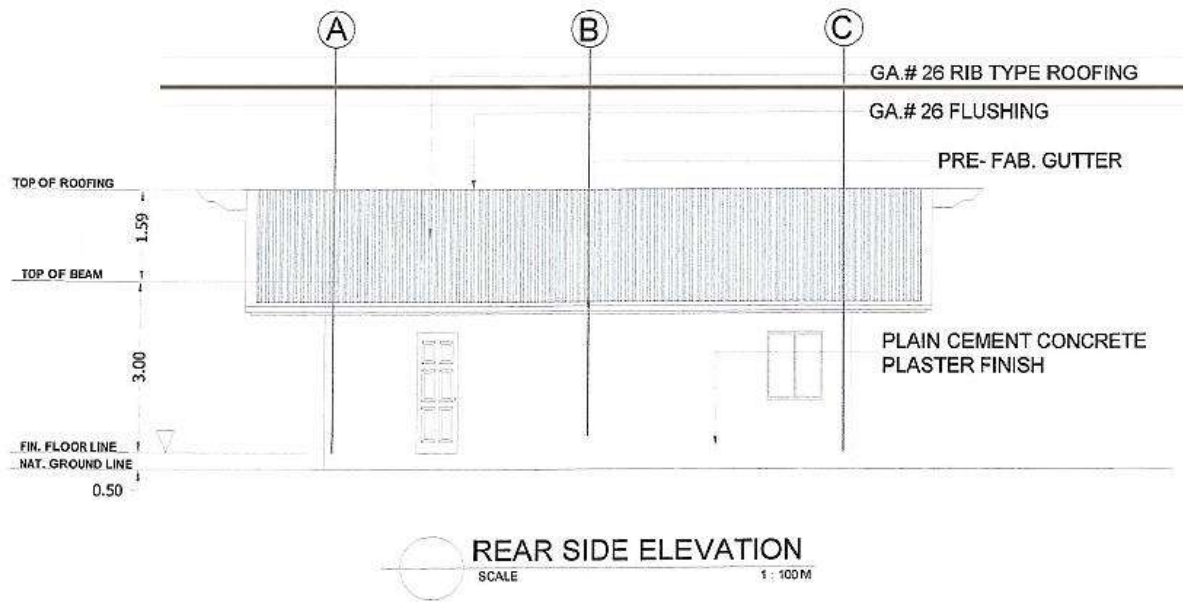 A
B
C
GA.# 26 RIB TYPE ROOFING
GA.# 26 FLUSHING
PRE- FAB. GUTTER
TOP OF ROOFING
1.59
TOP OF BEAM
3.00
PLAIN CEMENT CONCRETE
PLASTER FINISH
FIN. FLOOR LINE
NAT. GROUND LINE
0.50
REAR SIDE ELEVATION
SCALE 1 : 100 M